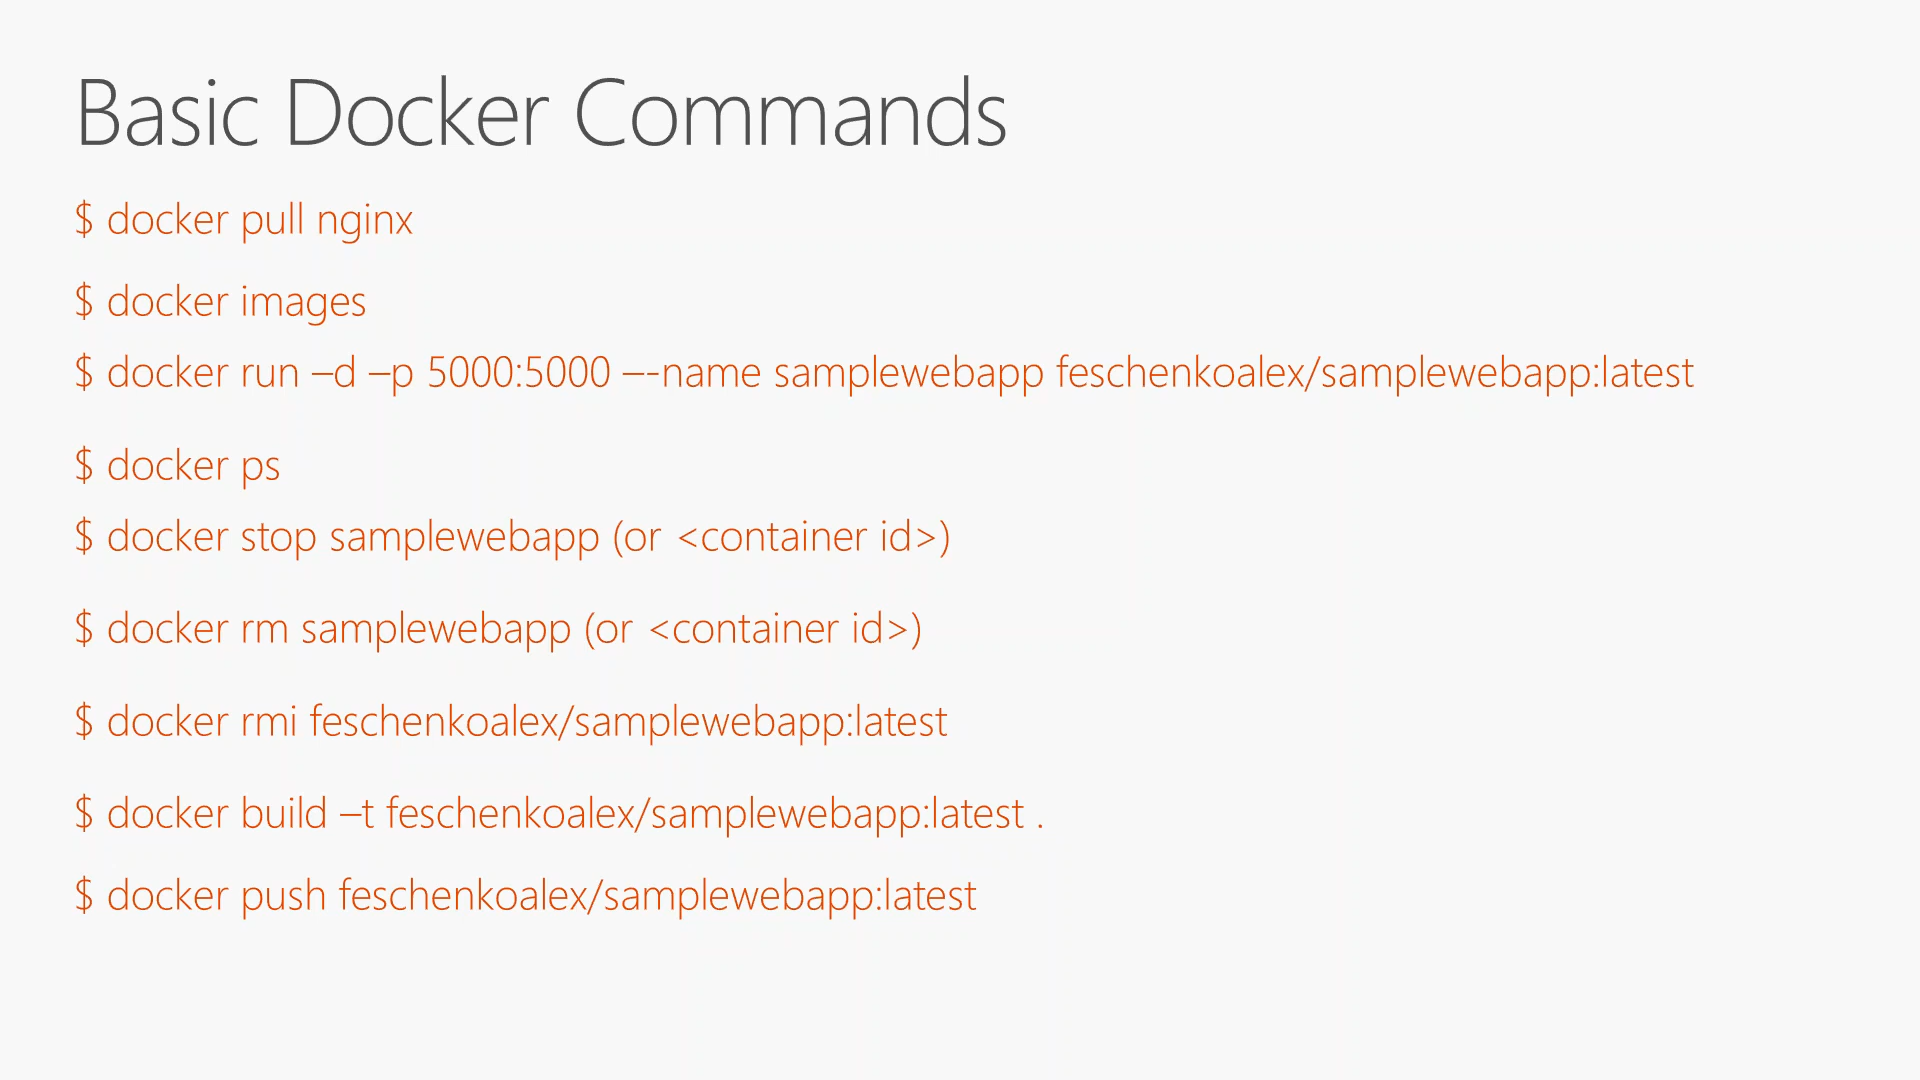 Basic Docker Commands
$ docker pull nginx
$ docker images
$ docker run –d –p 5000:5000 –-name samplewebapp feschenkoalex/samplewebapp:latest
$ docker ps
$ docker stop samplewebapp (or <container id>)
$ docker rm samplewebapp (or <container id>)
$ docker rmi feschenkoalex/samplewebapp:latest
$ docker build –t feschenkoalex/samplewebapp:latest .
$ docker push feschenkoalex/samplewebapp:latest